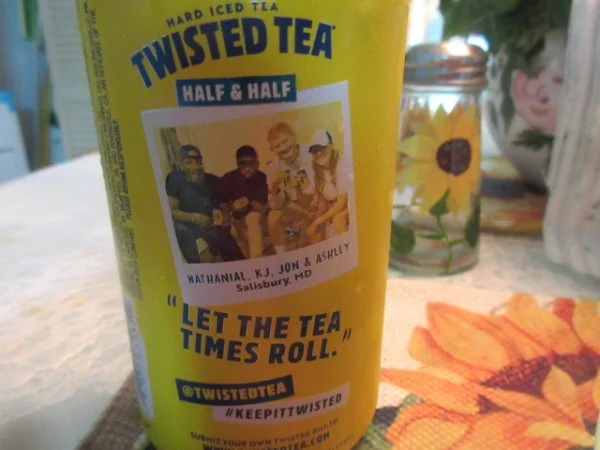 HARD ICED TEA
TWISTED TEA
HALF & HALF
NATHANIAL, KJ, JON & ASHLEY
Salisbury, MD
"LET THE TEA
TIMES ROLL."
@TWISTEDTEA
#KEEPITTWISTED
SUBMIT YOUR OWN TWISTED PHOTO